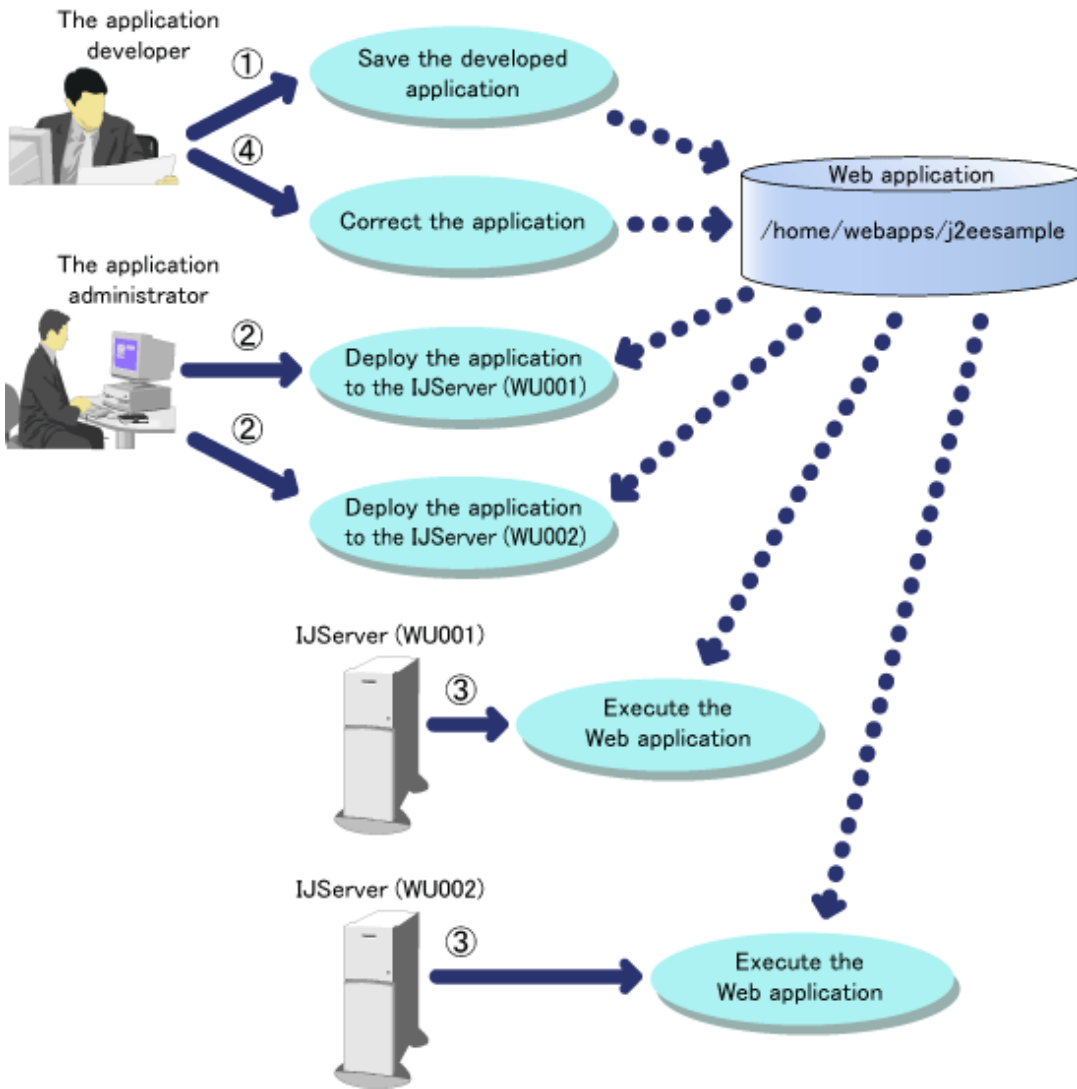 The application
developer
①
Save the developed
application
④
Correct the application
Web application
/home/webapps/j2eesample
The application
administrator
②
Deploy the application
to the IJServer (WU001)
②
Deploy the application
to the IJServer (WU002)
IJServer (WU001)
③
Execute the
Web application
IJServer (WU002)
③
Execute the
Web application